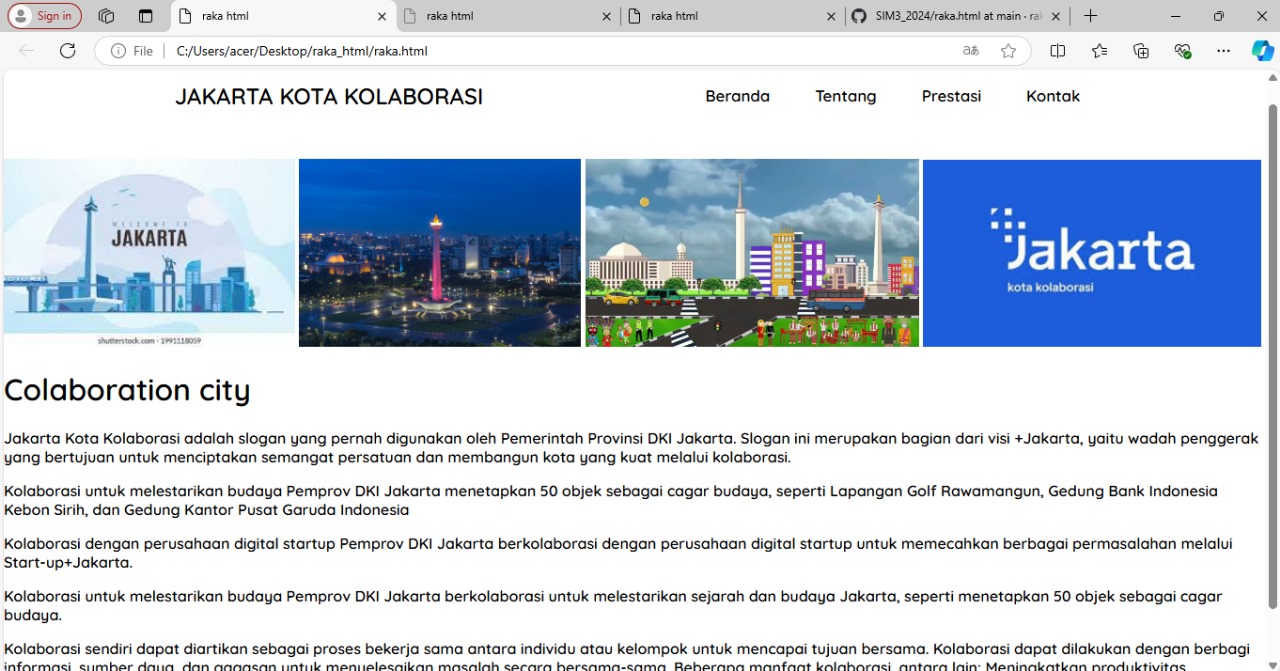 Sign in
raka html
raka html
raka html
SIM3_2024/raka.html at main · rak
File
C:/Users/acer/Desktop/raka_html/raka.html
JAKARTA KOTA KOLABORASI
Beranda
Tentang
Prestasi
Kontak
WELCOME TO
JAKARTA
shutterstock.com · 1991118059
jakarta
kota kolaborasi
Colaboration city
Jakarta Kota Kolaborasi adalah slogan yang pernah digunakan oleh Pemerintah Provinsi DKI Jakarta. Slogan ini merupakan bagian dari visi +Jakarta, yaitu wadah penggerak
yang bertujuan untuk menciptakan semangat persatuan dan membangun kota yang kuat melalui kolaborasi.
Kolaborasi untuk melestarikan budaya Pemprov DKI Jakarta menetapkan 50 objek sebagai cagar budaya, seperti Lapangan Golf Rawamangun, Gedung Bank Indonesia
Kebon Sirih, dan Gedung Kantor Pusat Garuda Indonesia
Kolaborasi dengan perusahaan digital startup Pemprov DKI Jakarta berkolaborasi dengan perusahaan digital startup untuk memecahkan berbagai permasalahan melalui
Start-up+Jakarta.
Kolaborasi untuk melestarikan budaya Pemprov DKI Jakarta berkolaborasi untuk melestarikan sejarah dan budaya Jakarta, seperti menetapkan 50 objek sebagai cagar
budaya.
Kolaborasi sendiri dapat diartikan sebagai proses bekerja sama antara individu atau kelompok untuk mencapai tujuan bersama. Kolaborasi dapat dilakukan dengan berbagi
informasi, sumber daya, dan gagasan untuk menyelesaikan masalah secara bersama-sama. Beberapa manfaat kolaborasi, antara lain: Meningkatkan produktivitas